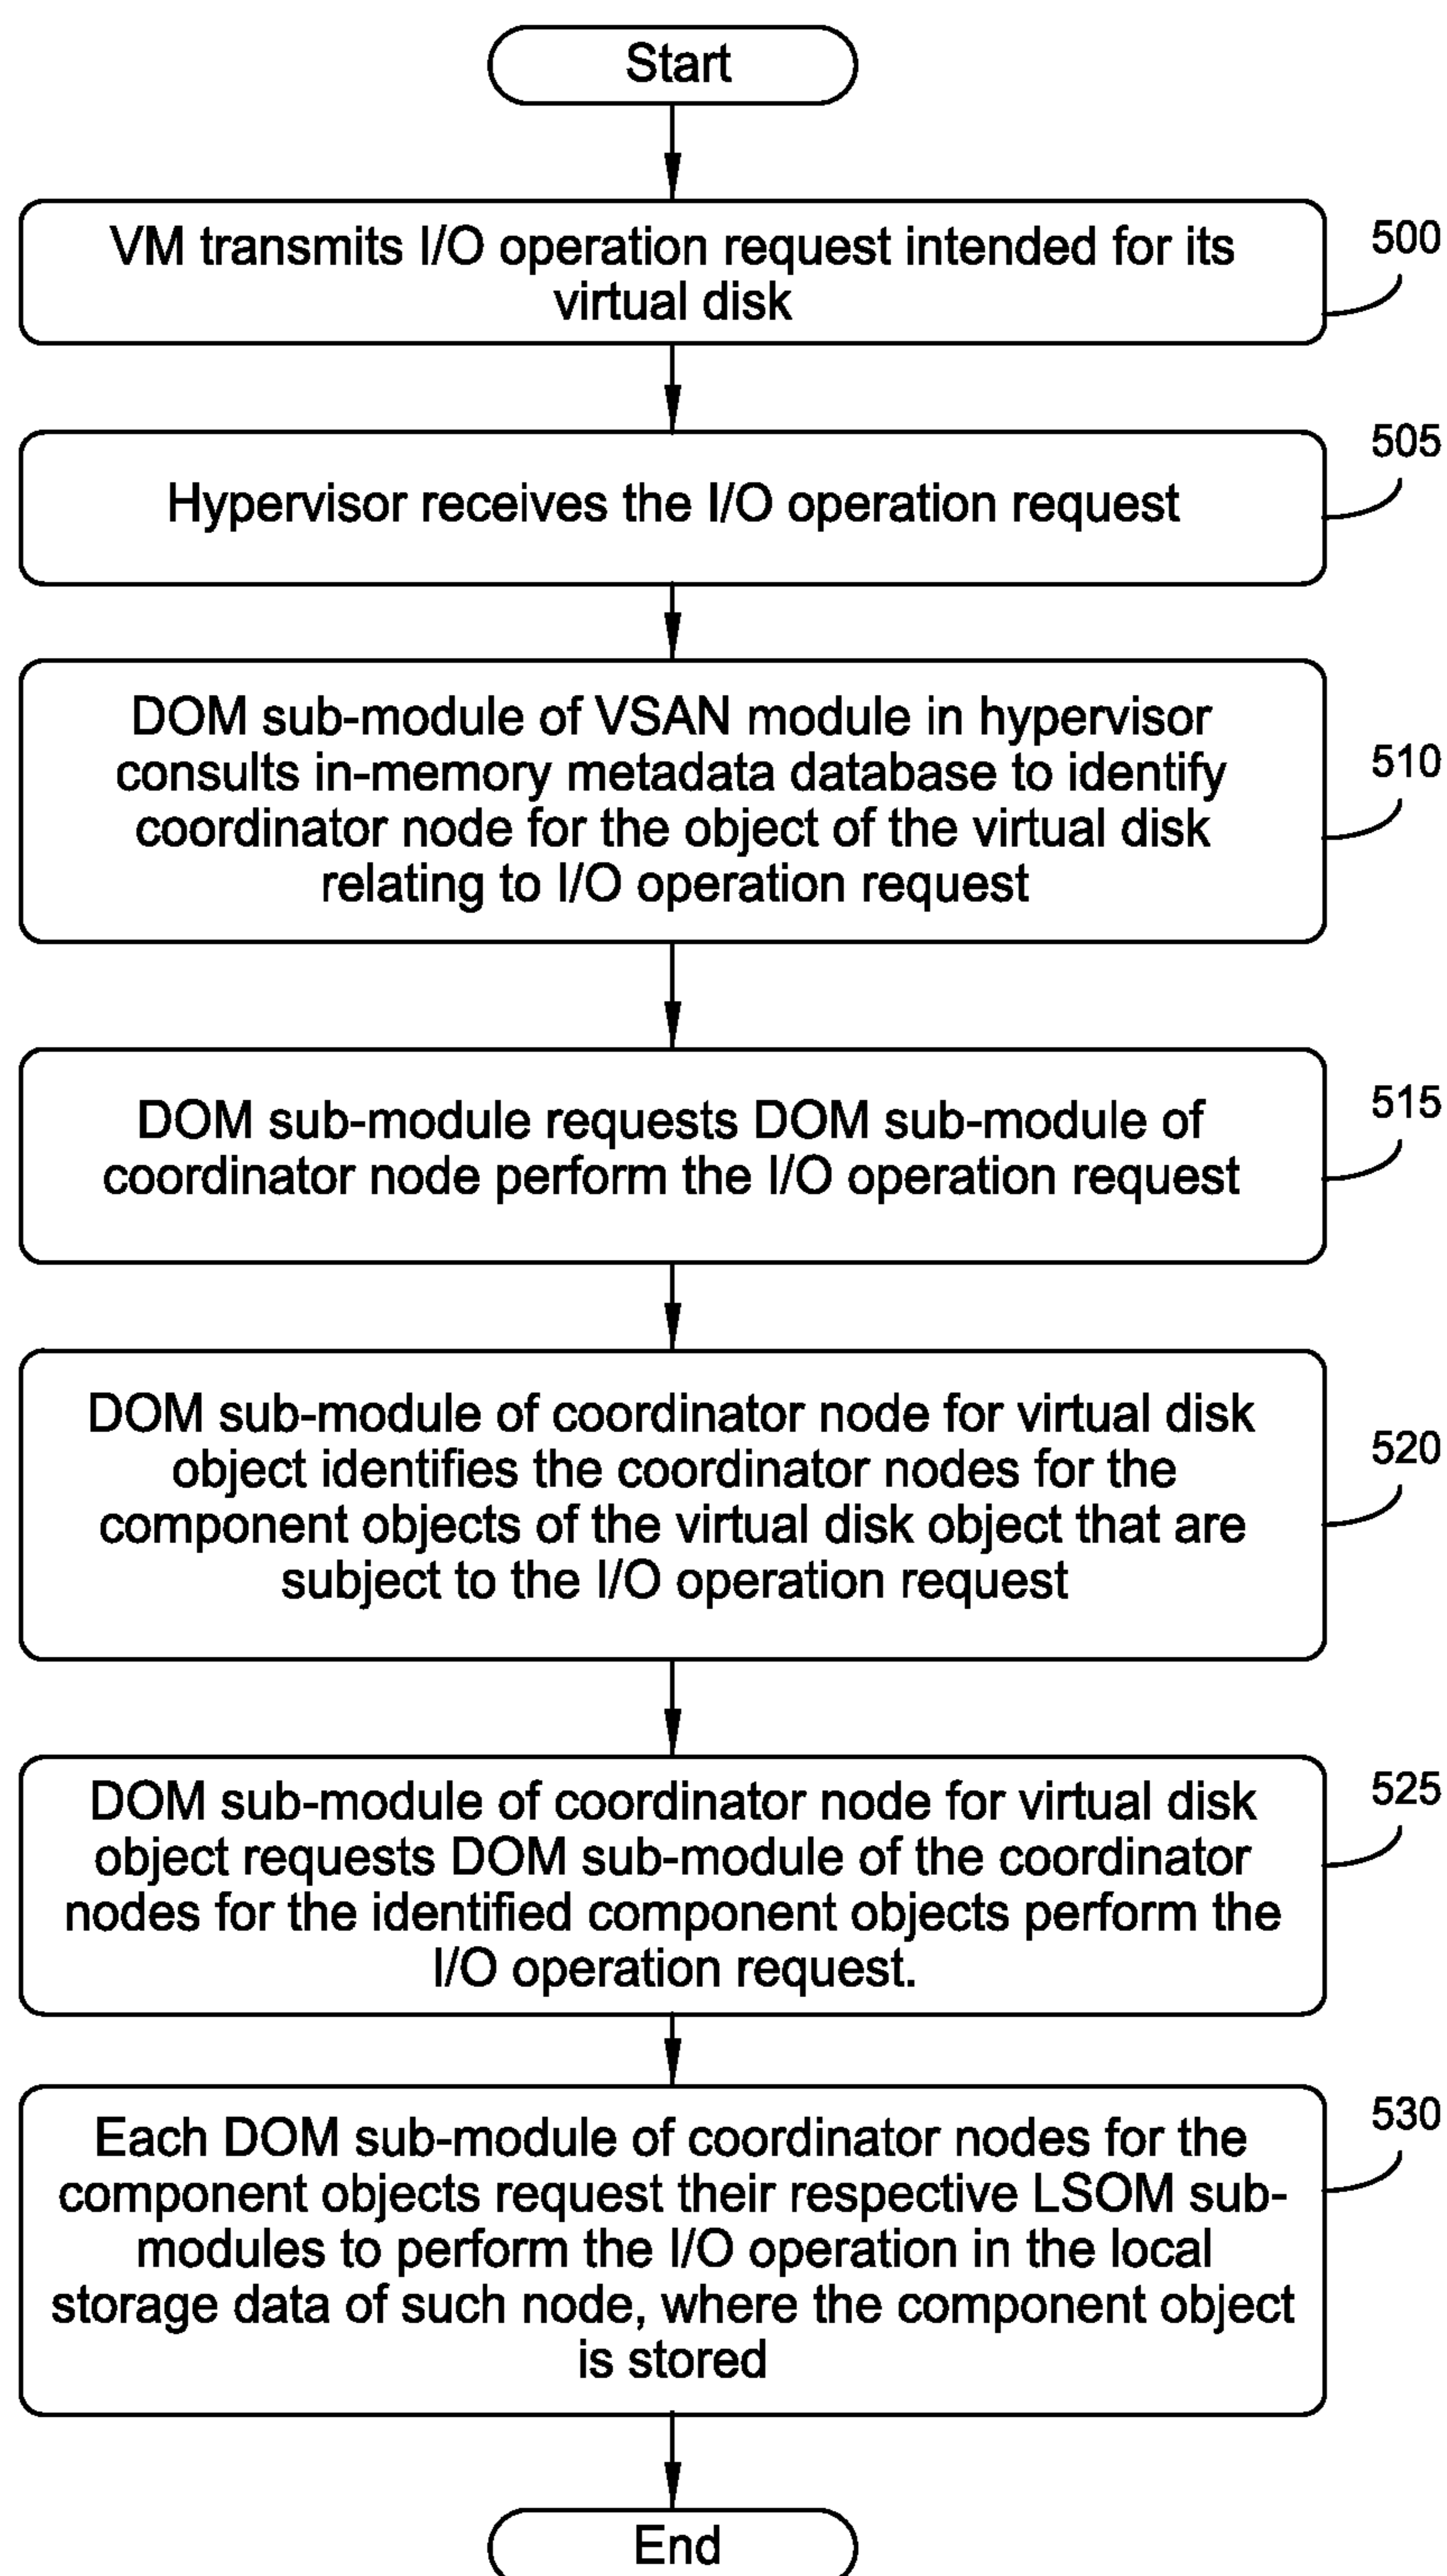 Start
VM transmits I/O operation request intended for its
virtual disk
500
Hypervisor receives the I/O operation request
505
DOM sub-module of VSAN module in hypervisor
consults in-memory metadata database to identify
coordinator node for the object of the virtual disk
relating to I/O operation request
510
DOM sub-module requests DOM sub-module of
coordinator node perform the I/O operation request
515
DOM sub-module of coordinator node for virtual disk
object identifies the coordinator nodes for the
component objects of the virtual disk object that are
subject to the I/O operation request
520
DOM sub-module of coordinator node for virtual disk
object requests DOM sub-module of the coordinator
nodes for the identified component objects perform the
I/O operation request.
525
Each DOM sub-module of coordinator nodes for the
component objects request their respective LSOM sub-
modules to perform the I/O operation in the local
storage data of such node, where the component object
is stored
530
End